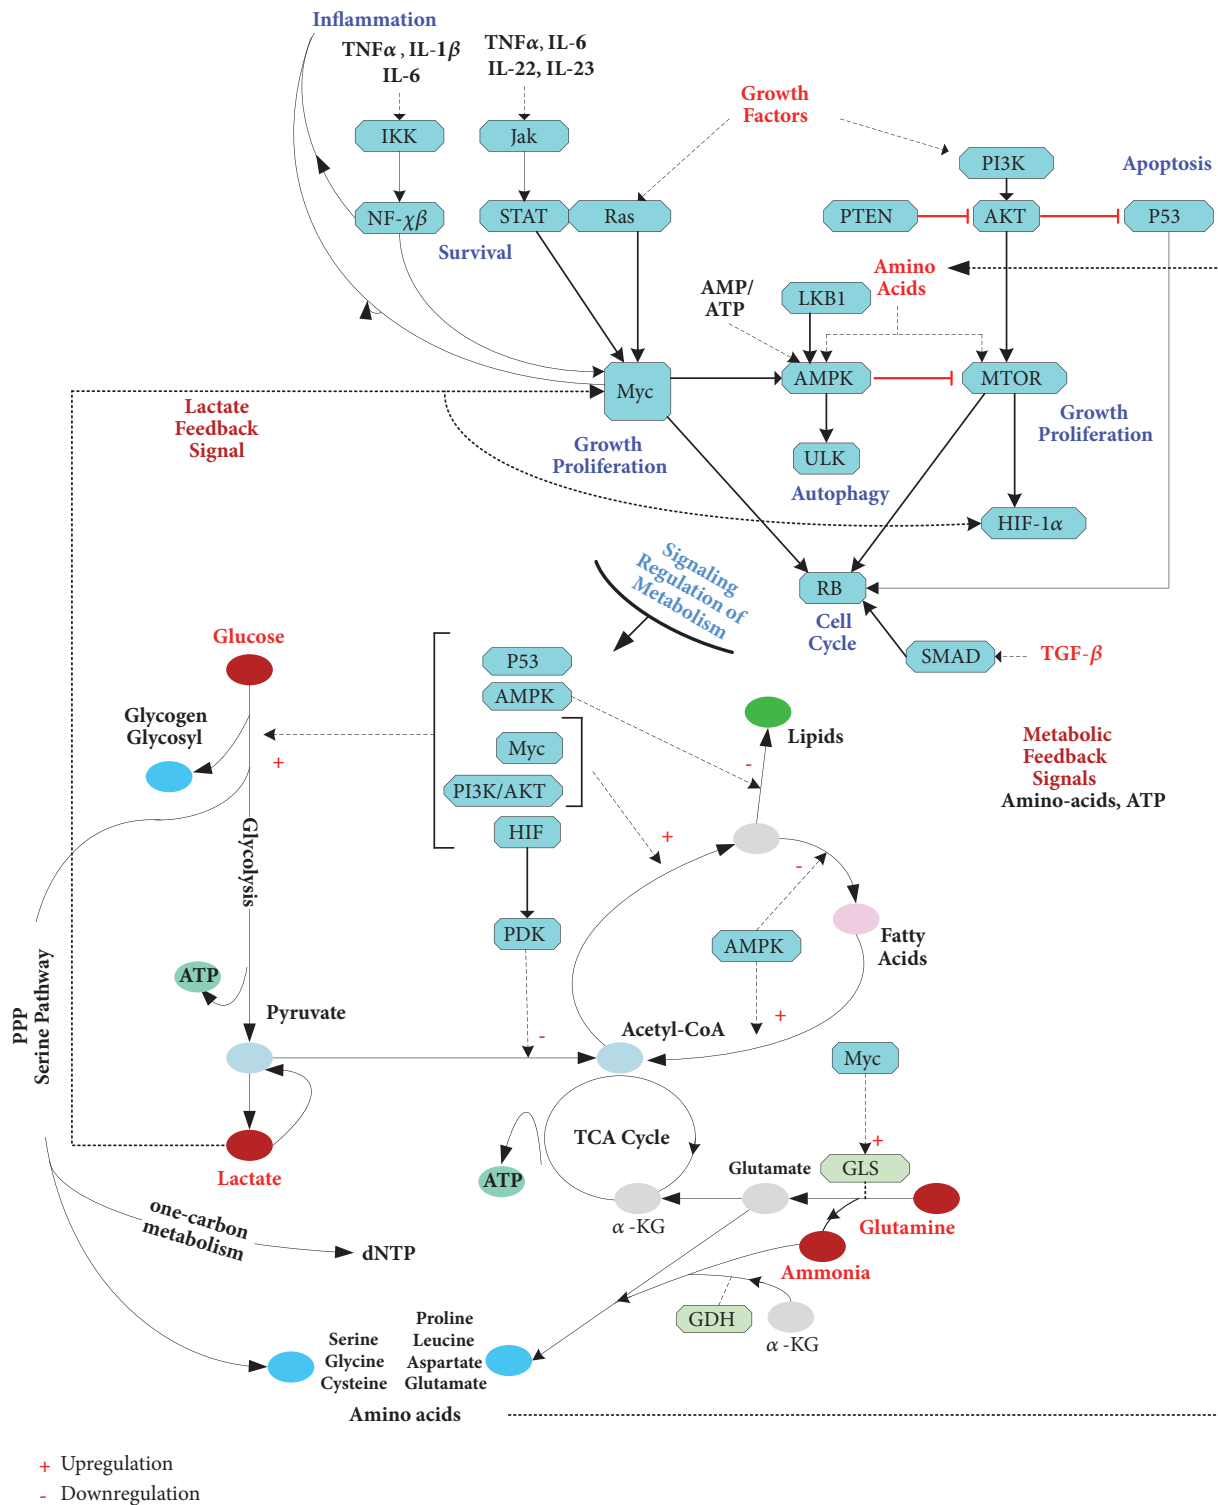 Inflammation
TNFα , IL-1β
IL-6
TNFα, IL-6
IL-22, IL-23
Growth
Factors
IKK
Jak
PI3K
Apoptosis
NF-χβ
STAT
Ras
PTEN
AKT
P53
Survival
Amino
Acids
AMP/
ATP
LKB1
Myc
AMPK
MTOR
Lactate
Feedback
Signal
Growth
Proliferation
Growth
Proliferation
ULK
Autophagy
HIF-1α
Signaling
Regulation of
Metabolism
RB
Cell
Cycle
SMAD
TGF-β
Glucose
P53
AMPK
Glycogen
Glycosyl
Myc
Lipids
Metabolic
Feedback
Signals
Amino-acids, ATP
+
-
PI3K/AKT
HIF
+
-
Glycolysis
PDK
AMPK
Fatty
Acids
PPP
Serine Pathway
ATP
Pyruvate
-
Acetyl-CoA
+
Myc
TCA Cycle
+
Lactate
ATP
Glutamate
GLS
α -KG
Glutamine
one-carbon
metabolism
dNTP
Ammonia
GDH
α -KG
Serine
Glycine
Cysteine
Proline
Leucine
Aspartate
Glutamate
Amino acids
+ Upregulation
- Downregulation